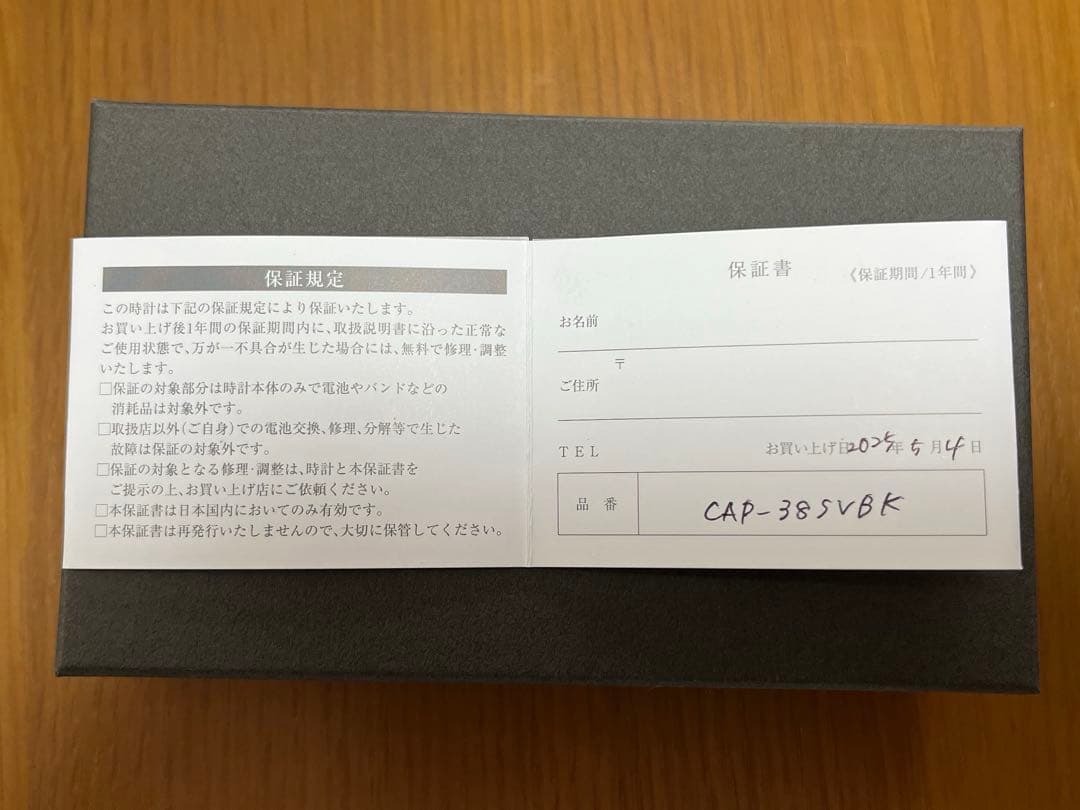 保証規定
この時計は下記の保証規定により保証いたします。
お買い上げ後1年間の保証期間内に、取扱説明書に沿った正常な
ご使用状態で、万が一不具合が生じた場合には、無料で修理・調整
いたします。
□保証の対象部分は時計本体のみで電池やバンドなどの
消耗品は対象外です。
□取扱店以外(ご自身)での電池交換、修理、分解等で生じた
故障は保証の対象外です。
□保証の対象となる修理・調整は、時計と本保証書を
ご提示の上、お買い上げ店にご依頼ください。
□本保証書は日本国内においてのみ有効です。
□本保証書は再発行いたしませんので、大切に保管してください。
保証書 《保証期間/1年間》
お名前
〒
ご住所
TEL お買い上げ日2025年5月4日
品番 CAP-38SVBK